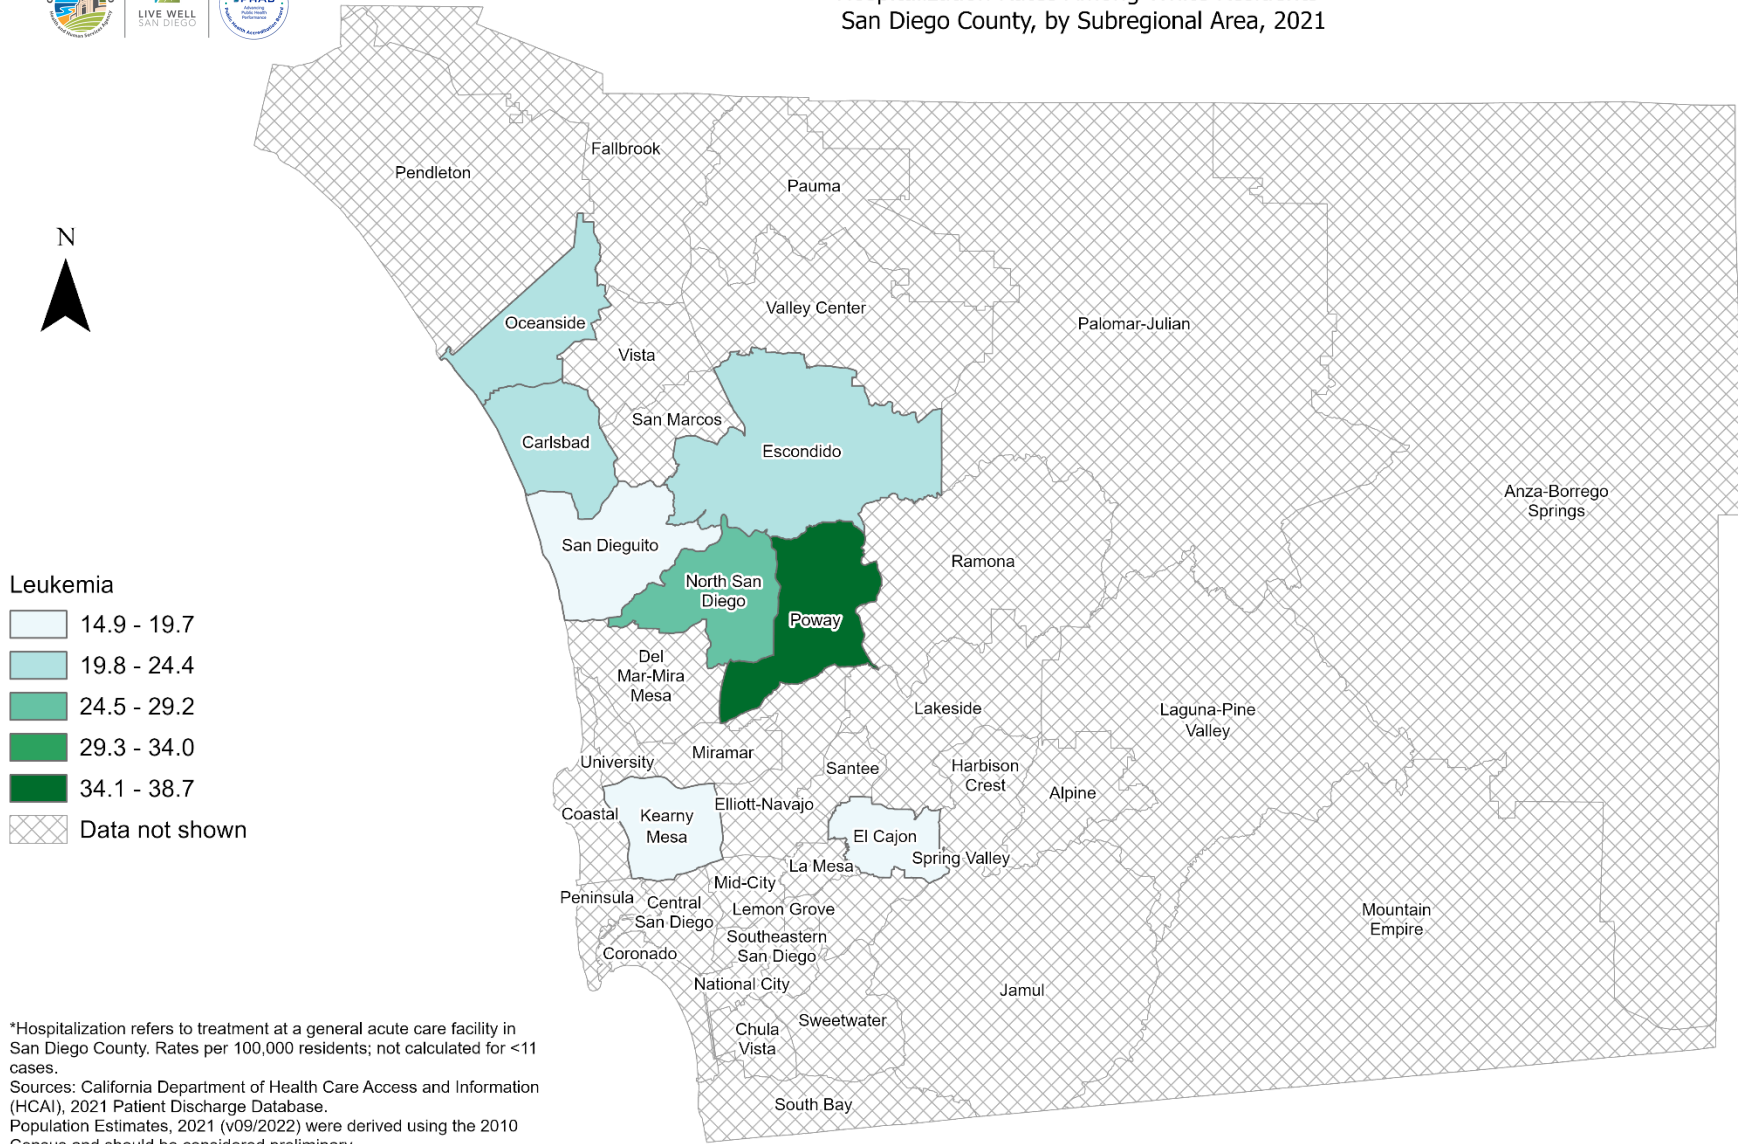 LIVE WELL
SAN DIEGO
San Diego County, by Subregional Area, 2021
Fallbrook
Pendleton
Pauma
N
Valley Center
Oceanside
Palomar-Julian
Vista
San Marcos
Carlsbad
Escondido
Anza-Borrego
Springs
San Dieguito
Ramona
North San
Diego
Poway
Leukemia
14.9 - 19.7
19.8 - 24.4
24.5 - 29.2
29.3 - 34.0
34.1 - 38.7
Data not shown
Del
Mar-Mira
Mesa
Lakeside
Laguna-Pine
Valley
Miramar
University
Santee
Harbison
Crest
Alpine
Elliott-Navajo
Coastal
Kearny
Mesa
El Cajon
Spring Valley
La Mesa
Mid-City
Peninsula
Central
San Diego
Lemon Grove
Mountain
Empire
Southeastern
San Diego
Coronado
National City
Jamul
Sweetwater
Chula
Vista
South Bay
*Hospitalization refers to treatment at a general acute care facility in
San Diego County. Rates per 100,000 residents; not calculated for <11
cases.
Sources: California Department of Health Care Access and Information
(HCAI), 2021 Patient Discharge Database.
Population Estimates, 2021 (v09/2022) were derived using the 2010
Census and should be considered preliminary